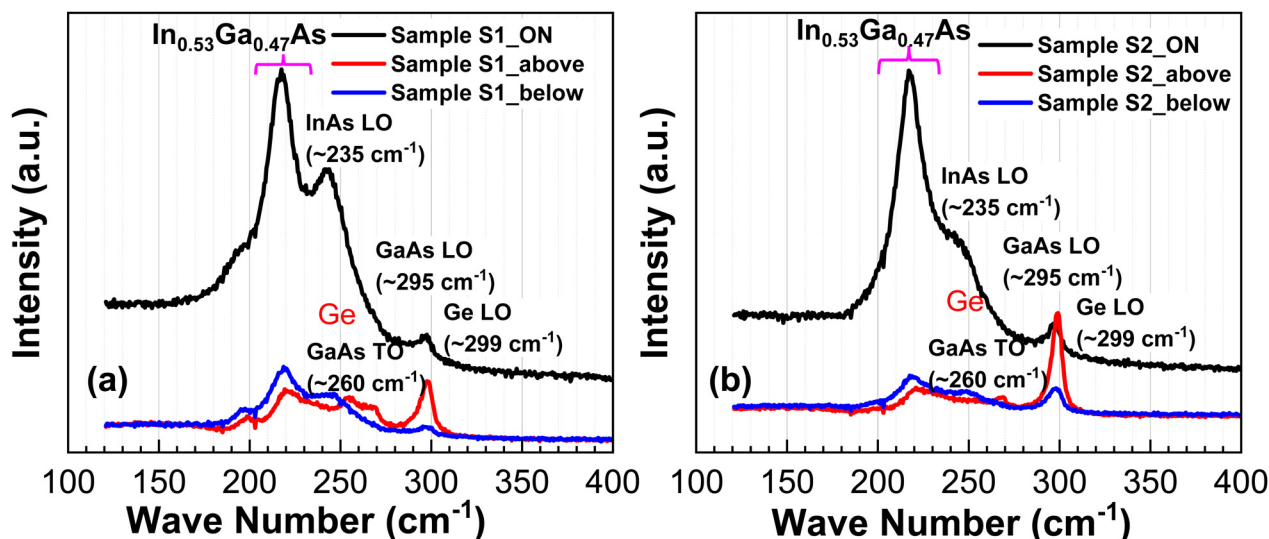 In0.53Ga0.47As
Sample S1_ON
Sample S1_above
Sample S1_below
InAs LO
(~235 cm-1)
GaAs LO
(~295 cm-1)
Ge
Ge LO
(~299 cm-1)
GaAs TO
(~260 cm-1)
(a)
Intensity (a.u.)
100 150 200 250 300 350 400
Wave Number (cm-1)
In0.53Ga0.47As
Sample S2_ON
Sample S2_above
Sample S2_below
InAs LO
(~235 cm-1)
GaAs LO
(~295 cm-1)
Ge
Ge LO
(~299 cm-1)
GaAs TO
(~260 cm-1)
(b)
Intensity (a.u.)
100 150 200 250 300 350 400
Wave Number (cm-1)